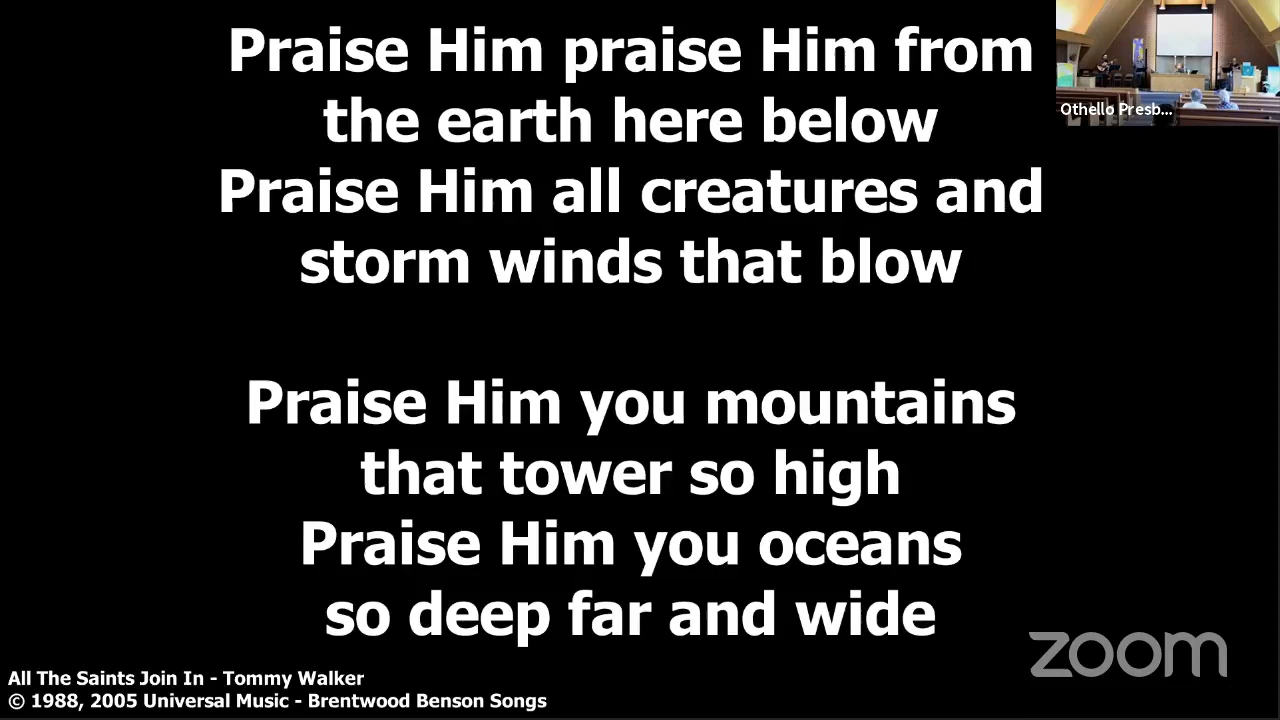 Praise Him praise Him from
the earth here below
Praise Him all creatures and
storm winds that blow
Praise Him you mountains
that tower so high
Praise Him you oceans
so deep far and wide
Othello Presb...
zoom
All The Saints Join In - Tommy Walker
© 1988, 2005 Universal Music - Brentwood Benson Songs